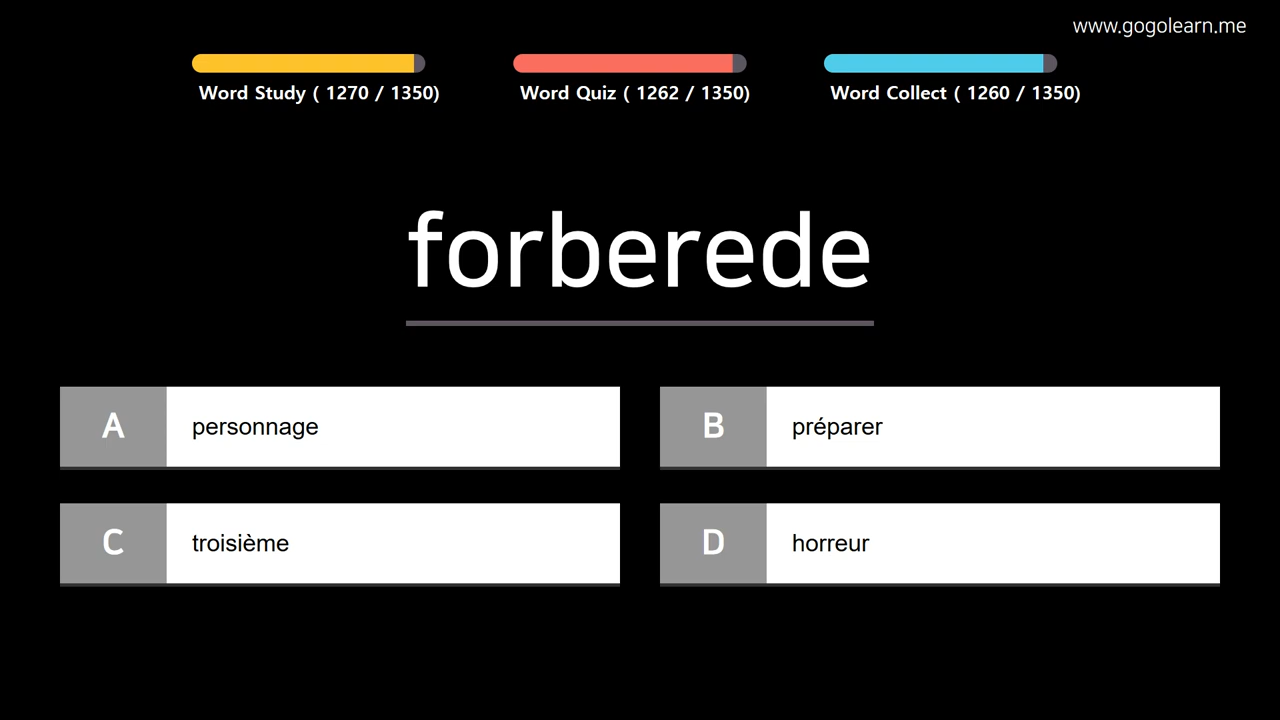 www.gogolearn.me
Word Study ( 1270 / 1350)
Word Quiz ( 1262 / 1350)
Word Collect ( 1260 / 1350)
forberede
A personnage
B préparer
C troisième
D horreur